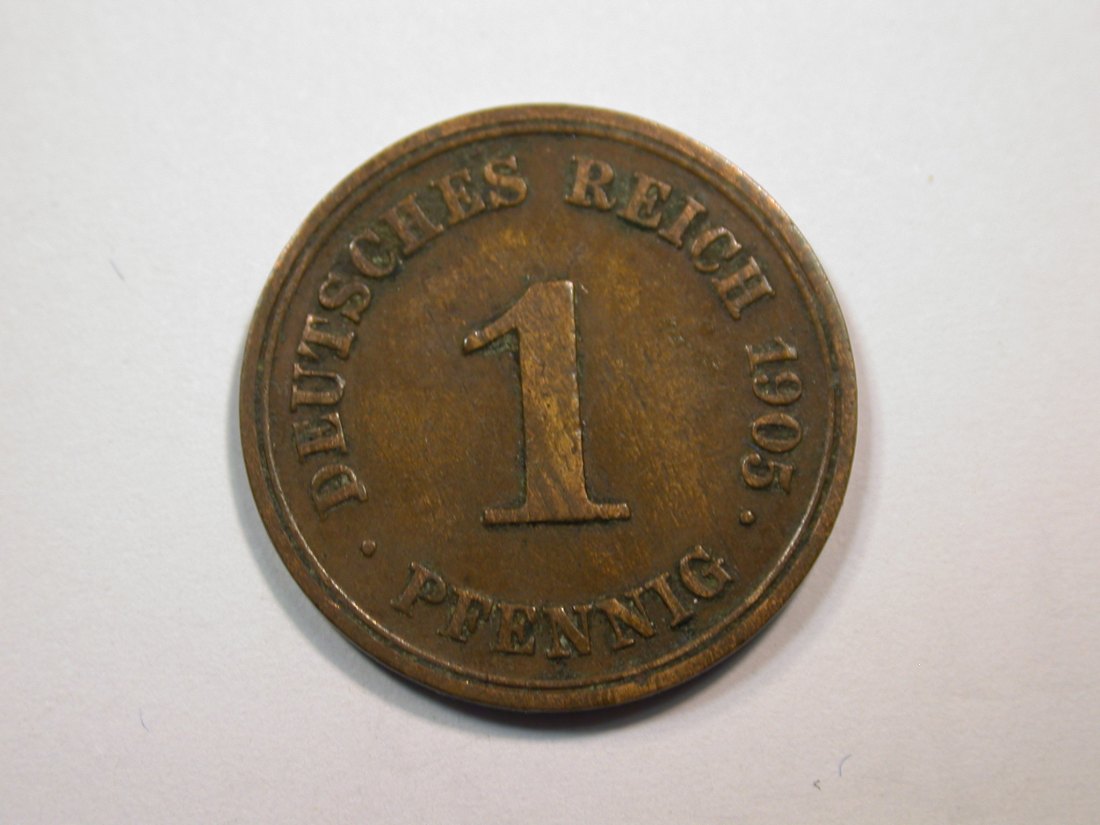 DEUTSCHES REICH 1905
1
PFENNIG